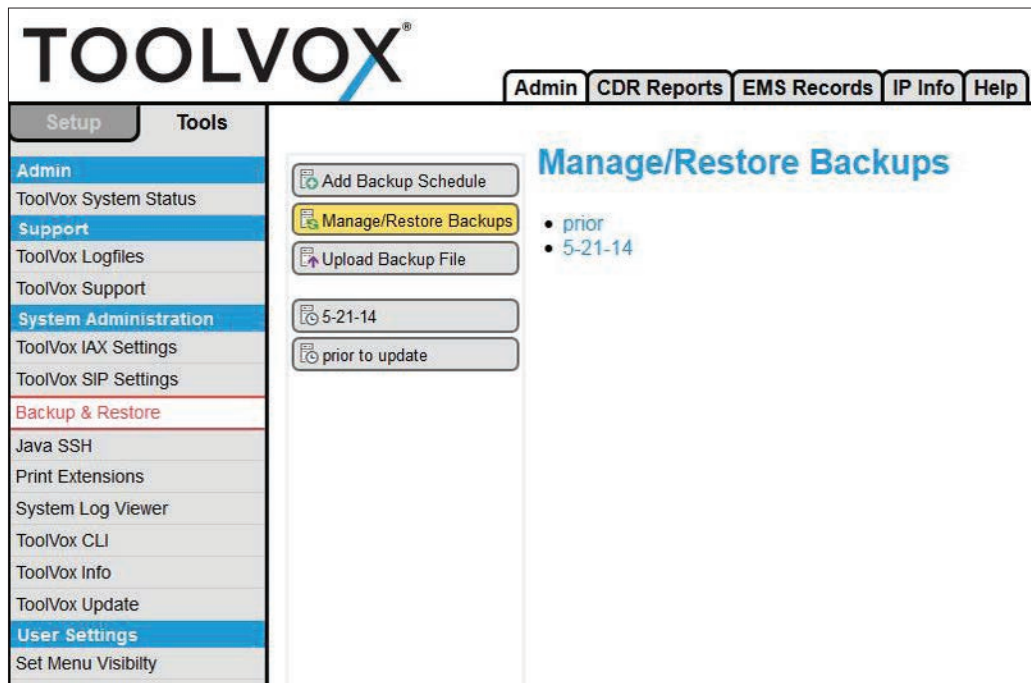 TOOLVOX®
Admin
CDR Reports
EMS Records
IP Info
Help
Setup
Tools
Admin
ToolVox System Status
Support
ToolVox Logfiles
ToolVox Support
System Administration
ToolVox IAX Settings
ToolVox SIP Settings
Backup & Restore
Java SSH
Print Extensions
System Log Viewer
ToolVox CLI
ToolVox Info
ToolVox Update
User Settings
Set Menu Visibilty
Add Backup Schedule
Manage/Restore Backups
Upload Backup File
5-21-14
prior to update
Manage/Restore Backups
prior
5-21-14